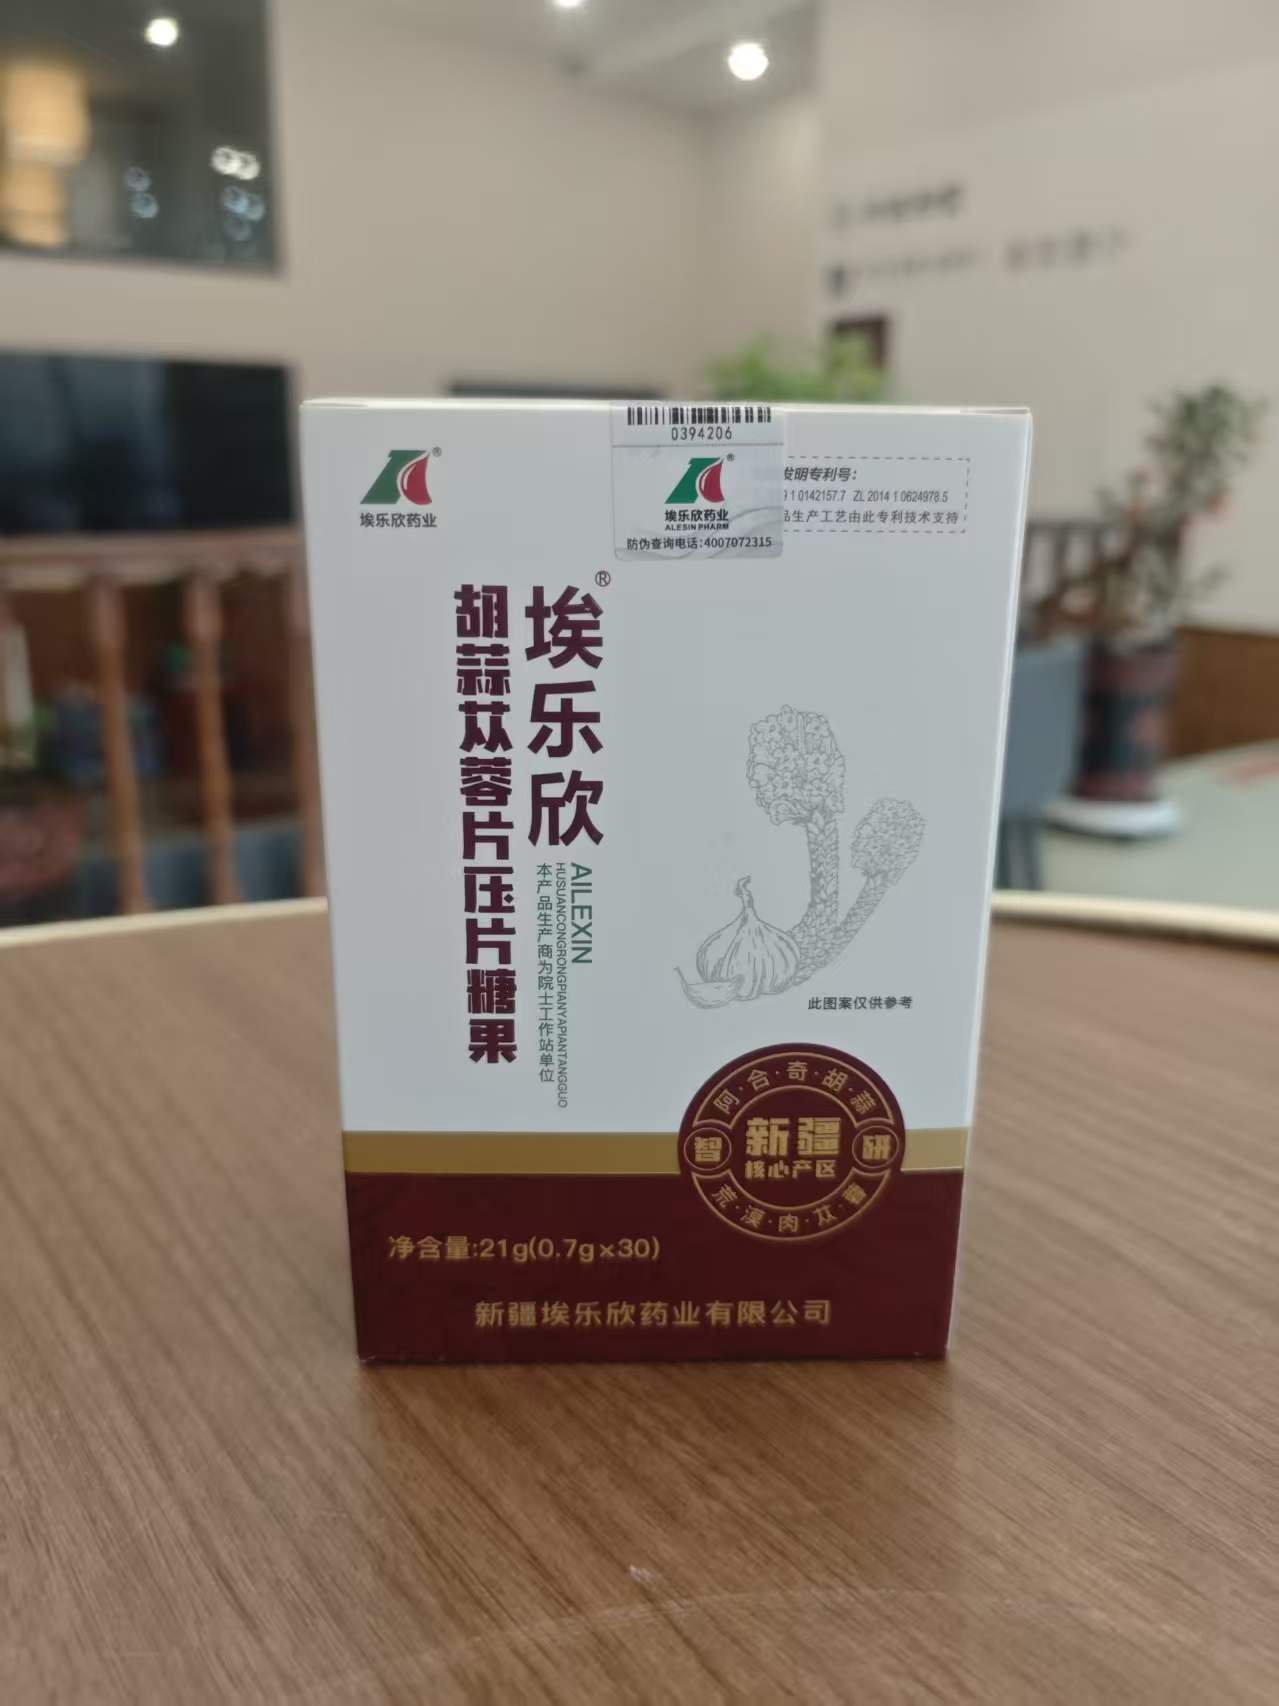 0394206
埃乐欣药业
ALESIN PHARM
防伪查询电话:4007072315
®
埃乐欣药业
®
发明专利号:
1 0142157.7 ZL 2014 1 0624978.5
品生产工艺由此专利技术支持
埃乐欣®
AILEXIN
HUSUANCONGRONGPIANYAPIANTANGGUO
本产品生产商为院士工作站单位
胡蒜苁蓉片压片糖果
此图案仅供参考
阿·合·奇·胡·蒜
智 新疆 研
核心产区
荒·漠·肉·苁·蓉
净含量:21g(0.7g×30)
新疆埃乐欣药业有限公司